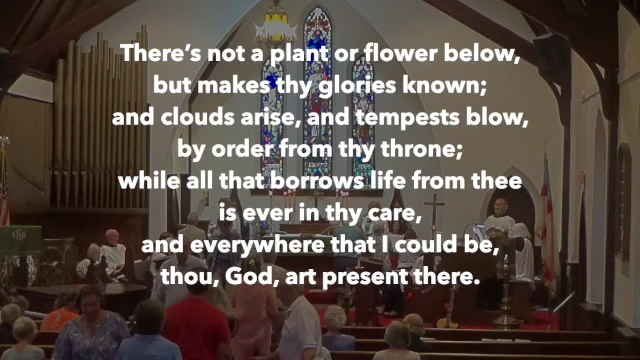 There's not a plant or flower below,
but makes thy glories known;
and clouds arise, and tempests blow,
by order from thy throne;
while all that borrows life from thee
is ever in thy care,
and everywhere that I could be,
thou, God, art present there.